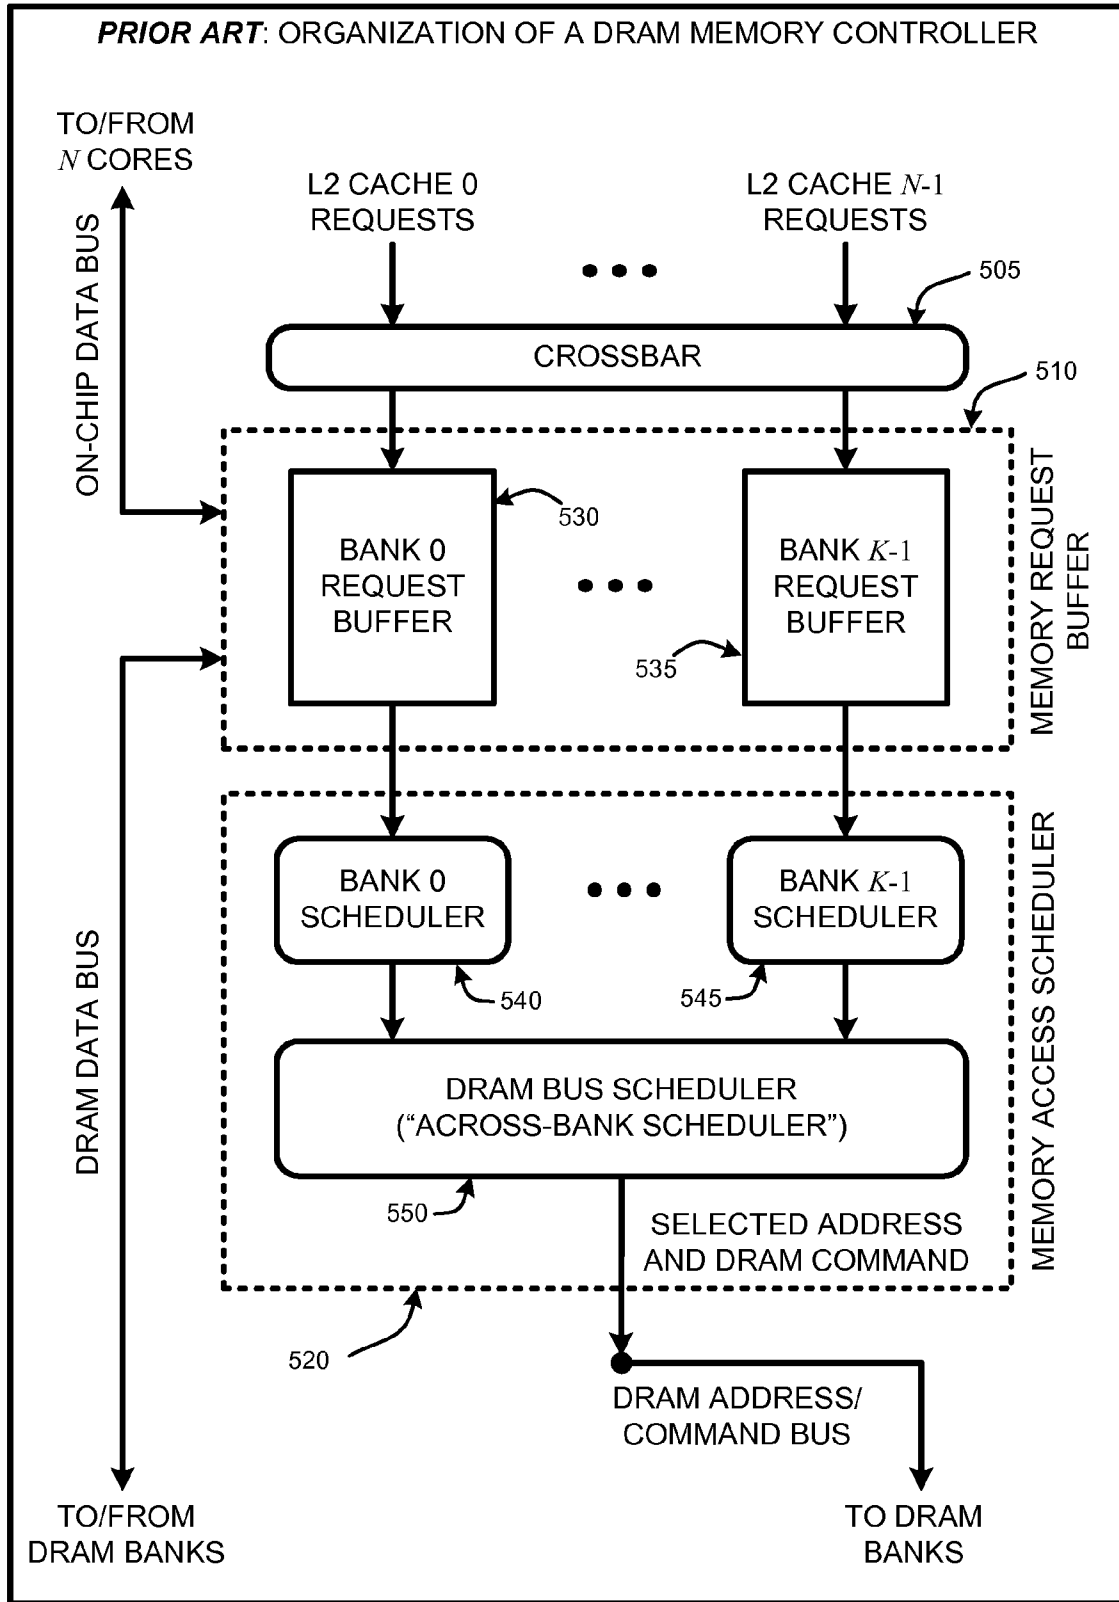 PRIOR ART: ORGANIZATION OF A DRAM MEMORY CONTROLLER
TO/FROM
N CORES
ON-CHIP DATA BUS
L2 CACHE 0
REQUESTS
L2 CACHE N-1
REQUESTS
505
CROSSBAR
510
MEMORY REQUEST
BUFFER
BANK 0
REQUEST
BUFFER
530
BANK K-1
REQUEST
BUFFER
535
DRAM DATA BUS
MEMORY ACCESS SCHEDULER
BANK 0
SCHEDULER
BANK K-1
SCHEDULER
540
545
DRAM BUS SCHEDULER
(“ACROSS-BANK SCHEDULER”)
550
SELECTED ADDRESS
AND DRAM COMMAND
520
DRAM ADDRESS/
COMMAND BUS
TO/FROM
DRAM BANKS
TO DRAM
BANKS